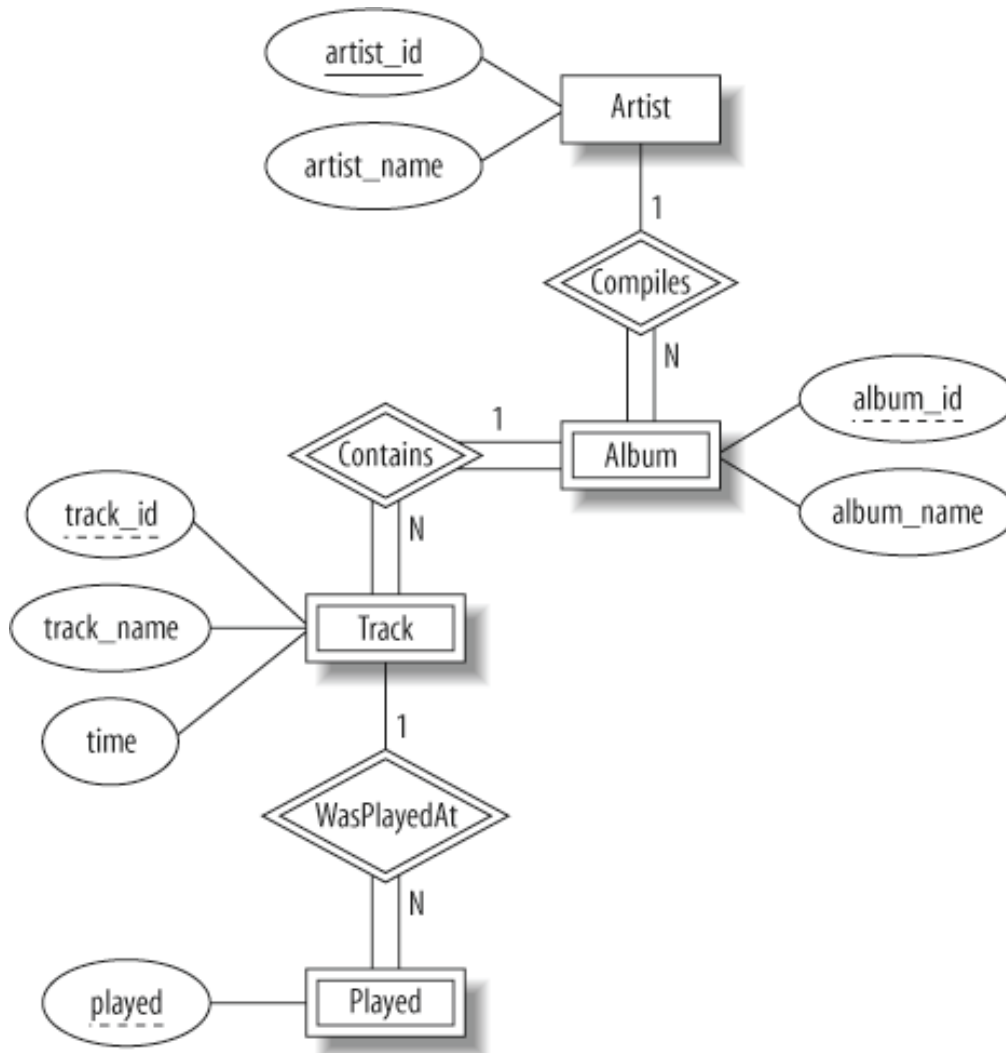 artist_id
Artist
artist_name
1
Compiles
N
album_id
1
Contains
Album
album_name
track_id
N
track_name
Track
time
1
WasPlayedAt
N
played
Played